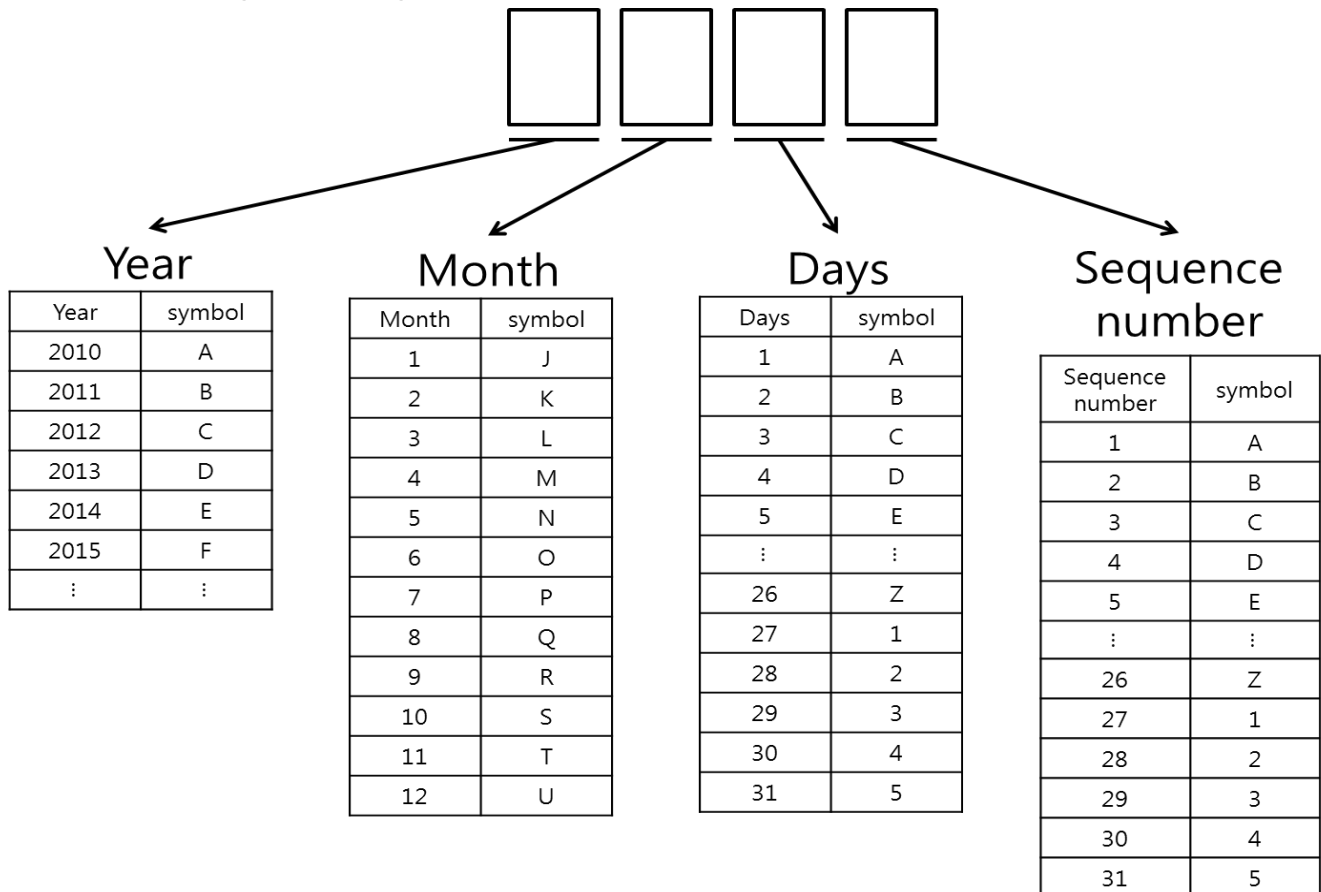 Year
Year symbol
2010 A
2011 B
2012 C
2013 D
2014 E
2015 F
⋮ ⋮
Month
Month symbol
1 J
2 K
3 L
4 M
5 N
6 O
7 P
8 Q
9 R
10 S
11 T
12 U
Days
Days symbol
1 A
2 B
3 C
4 D
5 E
⋮ ⋮
26 Z
27 1
28 2
29 3
30 4
31 5
Sequence
number
Sequence
number symbol
1 A
2 B
3 C
4 D
5 E
⋮ ⋮
26 Z
27 1
28 2
29 3
30 4
31 5